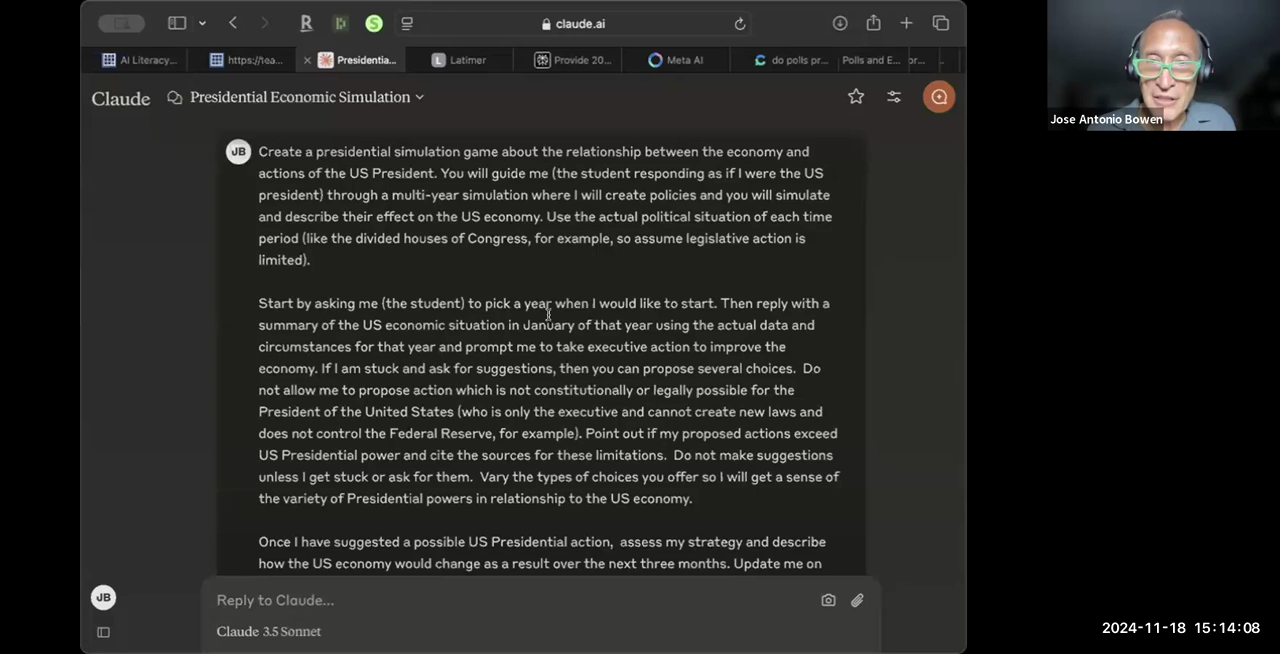 claude.ai
AI Literacy...
https://tea...
Presidentia...
L Latimer
Provide 20...
Meta AI
do polls pr...
Polls and E...
or...
Claude
Presidential Economic Simulation
JB
Create a presidential simulation game about the relationship between the economy and
actions of the US President. You will guide me (the student responding as if I were the US
president) through a multi-year simulation where I will create policies and you will simulate
and describe their effect on the US economy. Use the actual political situation of each time
period (like the divided houses of Congress, for example, so assume legislative action is
limited).
Start by asking me (the student) to pick a year when I would like to start. Then reply with a
summary of the US economic situation in January of that year using the actual data and
circumstances for that year and prompt me to take executive action to improve the
economy. If I am stuck and ask for suggestions, then you can propose several choices. Do
not allow me to propose action which is not constitutionally or legally possible for the
President of the United States (who is only the executive and cannot create new laws and
does not control the Federal Reserve, for example). Point out if my proposed actions exceed
US Presidential power and cite the sources for these limitations. Do not make suggestions
unless I get stuck or ask for them. Vary the types of choices you offer so I will get a sense of
the variety of Presidential powers in relationship to the US economy.
Once I have suggested a possible US Presidential action, assess my strategy and describe
how the US economy would change as a result over the next three months. Update me on
Reply to Claude...
Claude 3.5 Sonnet
JB
Jose Antonio Bowen
2024-11-18 15:14:08